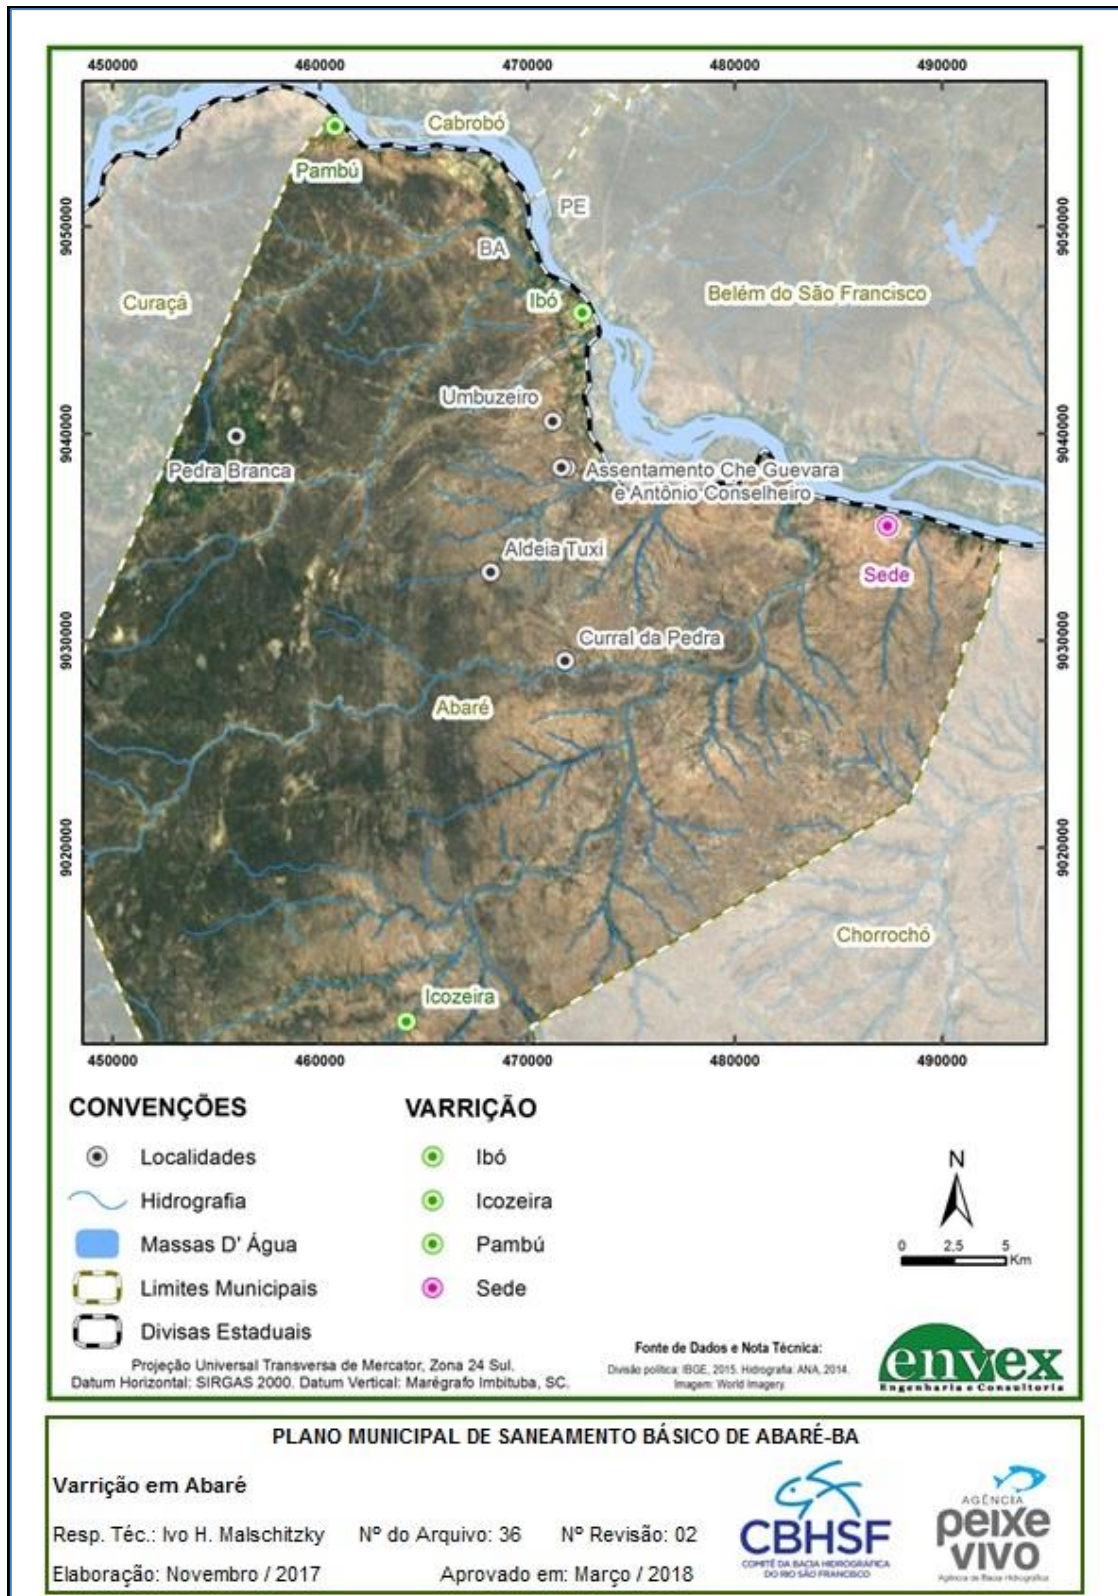 450000 460000 470000 480000 490000
Cabrobó
Pambú
PE
9050000
9050000
BA
Curaçá
Ibó
Belém do São Francisco
Umbuzeiro
9040000
9040000
Pedra Branca
Assentamento Che Guevara
e Antônio Conselheiro
Aldeia Tuxi
Sede
9030000
Curral da Pedra
9030000
Abaré
9020000
9020000
Chorrochó
Icozeira
450000 460000 470000 480000 490000
CONVENÇÕES
Localidades
Hidrografia
Massas D' Água
Limites Municipais
Divisas Estaduais
VARRIÇÃO
Ibó
Icozeira
Pambú
Sede
N
0 2,5 5
Km
Projeção Universal Transversa de Mercator, Zona 24 Sul.
Datum Horizontal: SIRGAS 2000. Datum Vertical: Marégrafo Imbituba, SC.
Fonte de Dados e Nota Técnica:
Divisão política: IBGE, 2015. Hidrografia: ANA, 2014.
Imagem: World Imagery.
envex
Engenharia e Consultoria
PLANO MUNICIPAL DE SANEAMENTO BÁSICO DE ABARÉ-BA
Varrição em Abaré
Resp. Téc.: Ivo H. Malschitzky Nº do Arquivo: 36 Nº Revisão: 02
Elaboração: Novembro / 2017 Aprovado em: Março / 2018
CBHSF
COMITÊ DA BACIA HIDROGRÁFICA
DO RIO SÃO FRANCISCO
AGÊNCIA
peixe
vivo
Agência de Bacia Hidrográfica